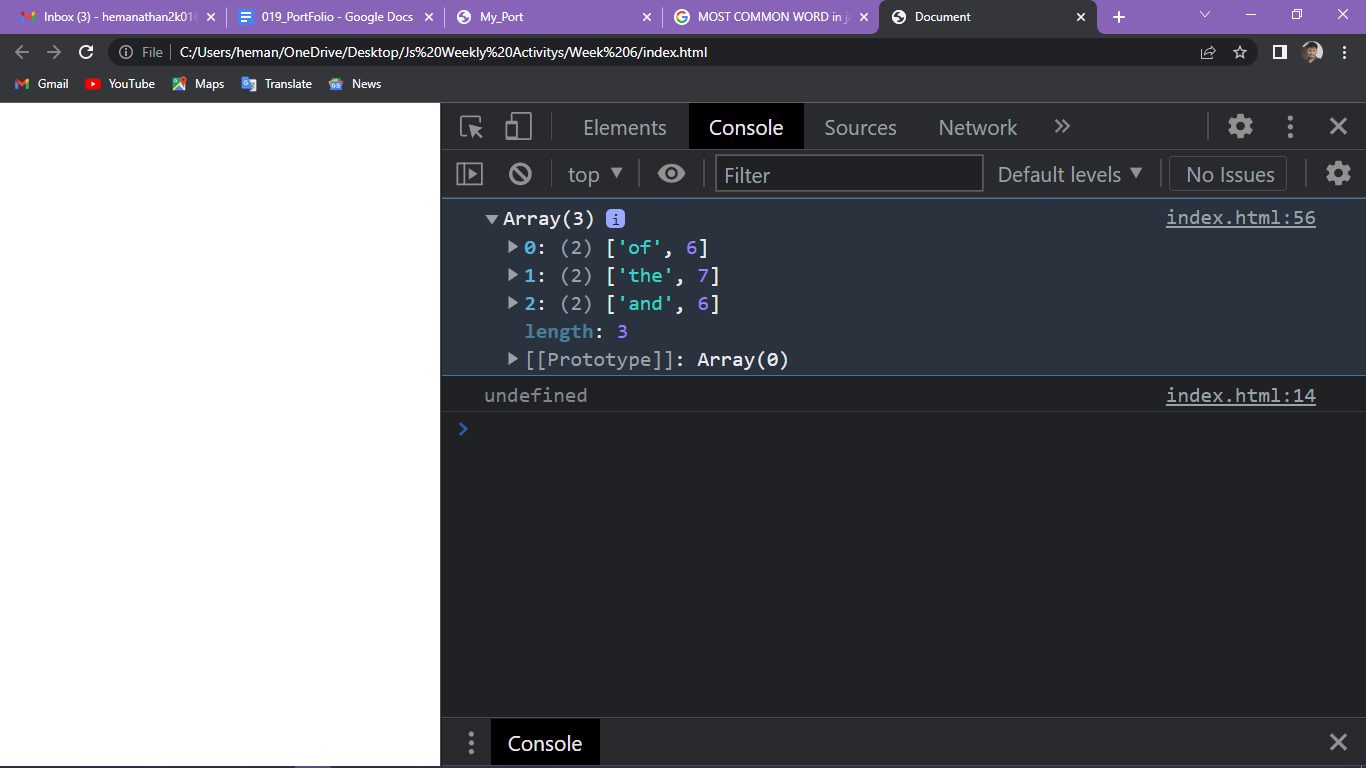 Inbox (3) - hemanathan2k01
019_PortFolio - Google Docs
My_Port
MOST COMMON WORD in
Document
File
C:/Users/heman/OneDrive/Desktop/Js%20Weekly%20Activitys/Week%206/index.html
Gmail
YouTube
Maps
Translate
News
Elements
Console
Sources
Network
top
Filter
Default levels
No Issues
Array(3) i
index.html:56
0: (2) ['of', 6]
1: (2) ['the', 7]
2: (2) ['and', 6]
length: 3
[[Prototype]]: Array(0)
undefined
index.html:14
Console